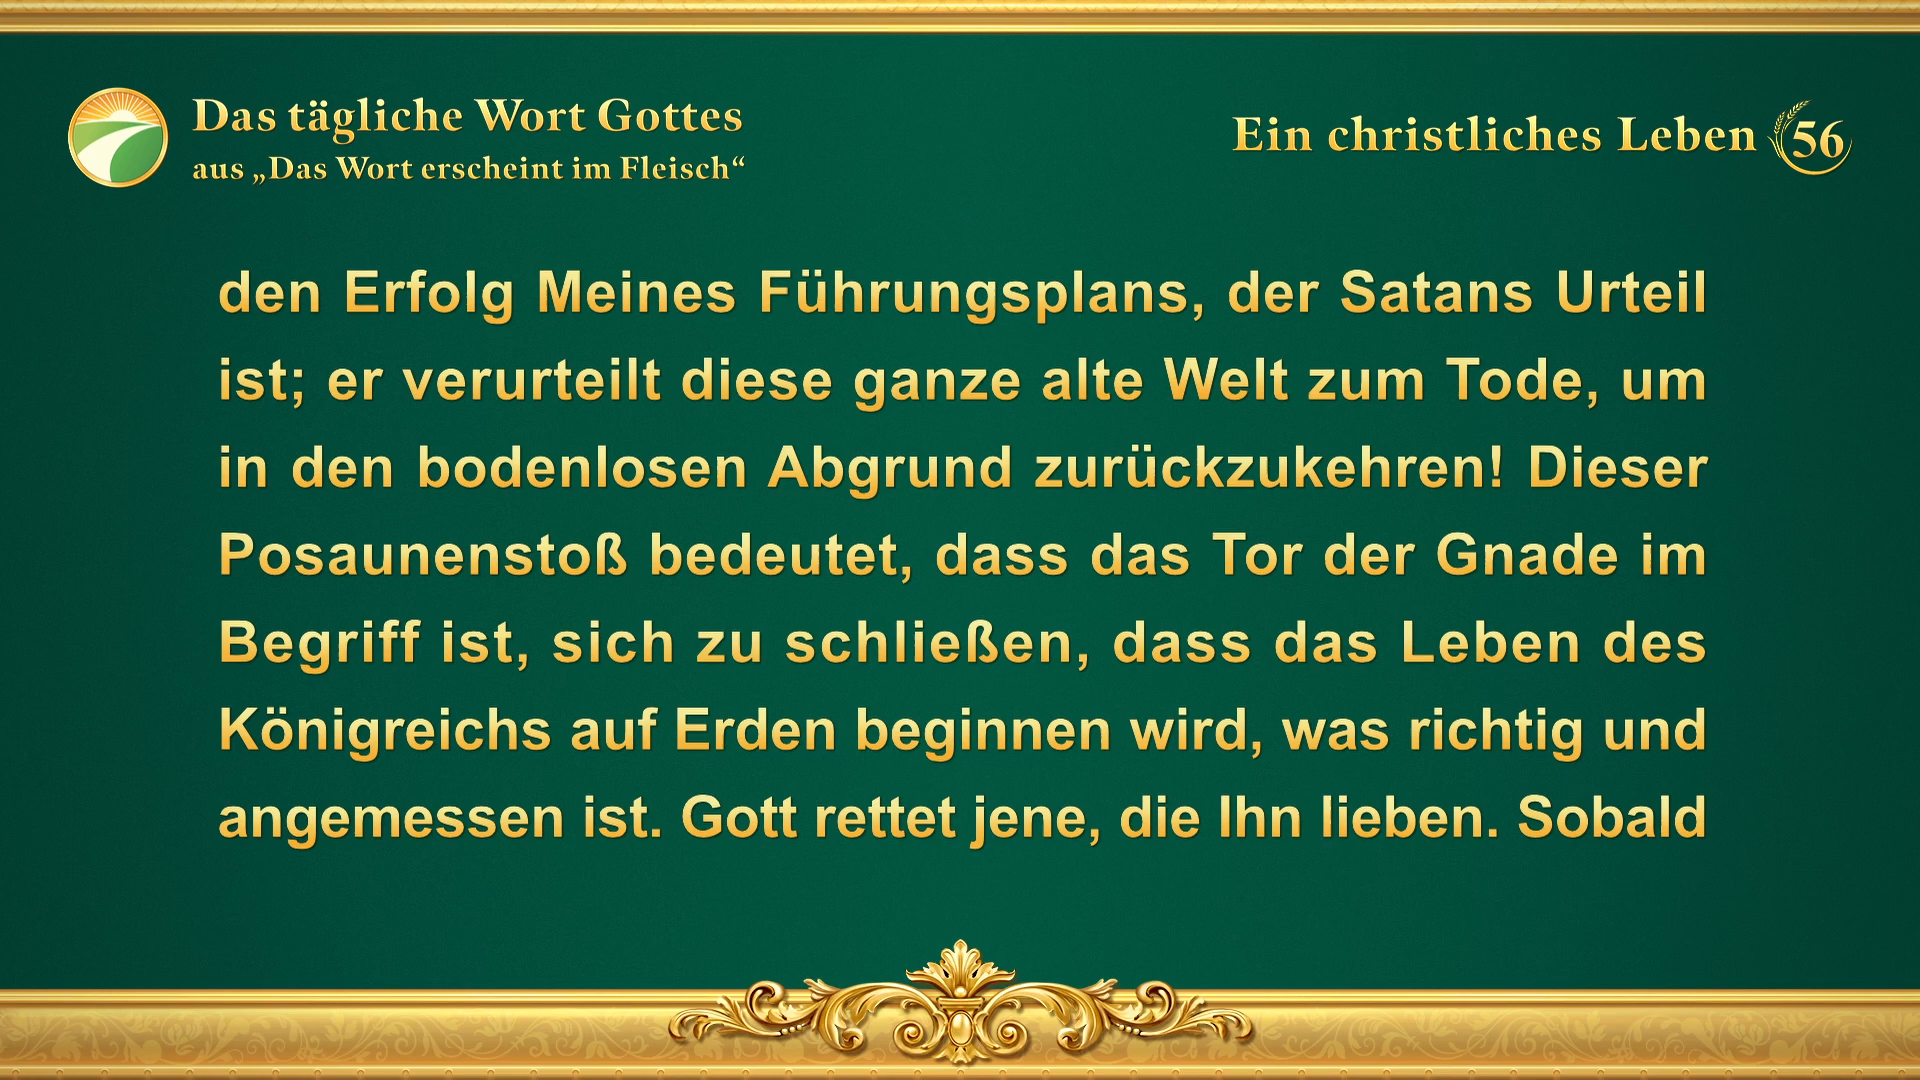 Das tägliche Wort Gottes
aus „Das Wort erscheint im Fleisch“
Ein christliches Leben 56
den Erfolg Meines Führungsplans, der Satans Urteil
ist; er verurteilt diese ganze alte Welt zum Tode, um
in den bodenlosen Abgrund zurückzukehren! Dieser
Posaunenstoß bedeutet, dass das Tor der Gnade im
Begriff ist, sich zu schließen, dass das Leben des
Königreichs auf Erden beginnen wird, was richtig und
angemessen ist. Gott rettet jene, die Ihn lieben. Sobald